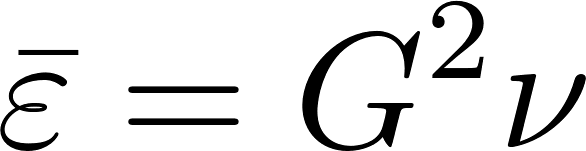 ε̅ = G²ν